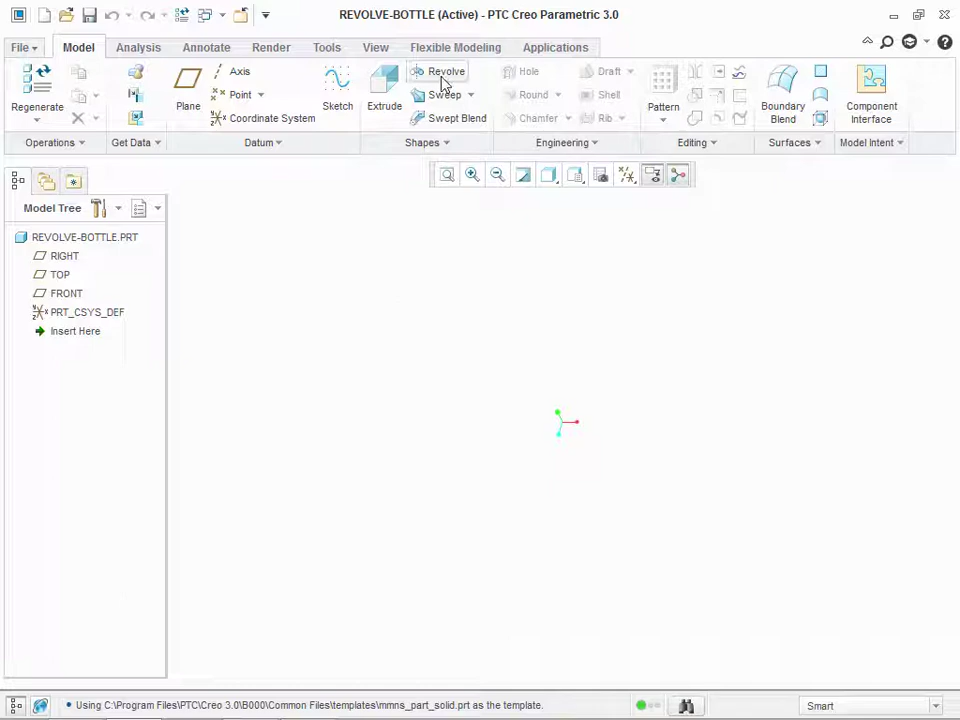 REVOLVE-BOTTLE (Active) - PTC Creo Parametric 3.0
File Model Analysis Annotate Render Tools View Flexible Modeling Applications
Regenerate
Plane
Axis
Point
Coordinate System
Sketch
Extrude
Revolve
Sweep
Swept Blend
Hole
Round
Chamfer
Draft
Shell
Rib
Pattern
Boundary
Blend
Component
Interface
Operations Get Data Datum Shapes Engineering Editing Surfaces Model Intent
Model Tree
REVOLVE-BOTTLE.PRT
RIGHT
TOP
FRONT
PRT_CSYS_DEF
Insert Here
• Using C:\Program Files\PTC\Creo 3.0\B000\Common Files\templates\mmns_part_solid.prt as the template.
Smart